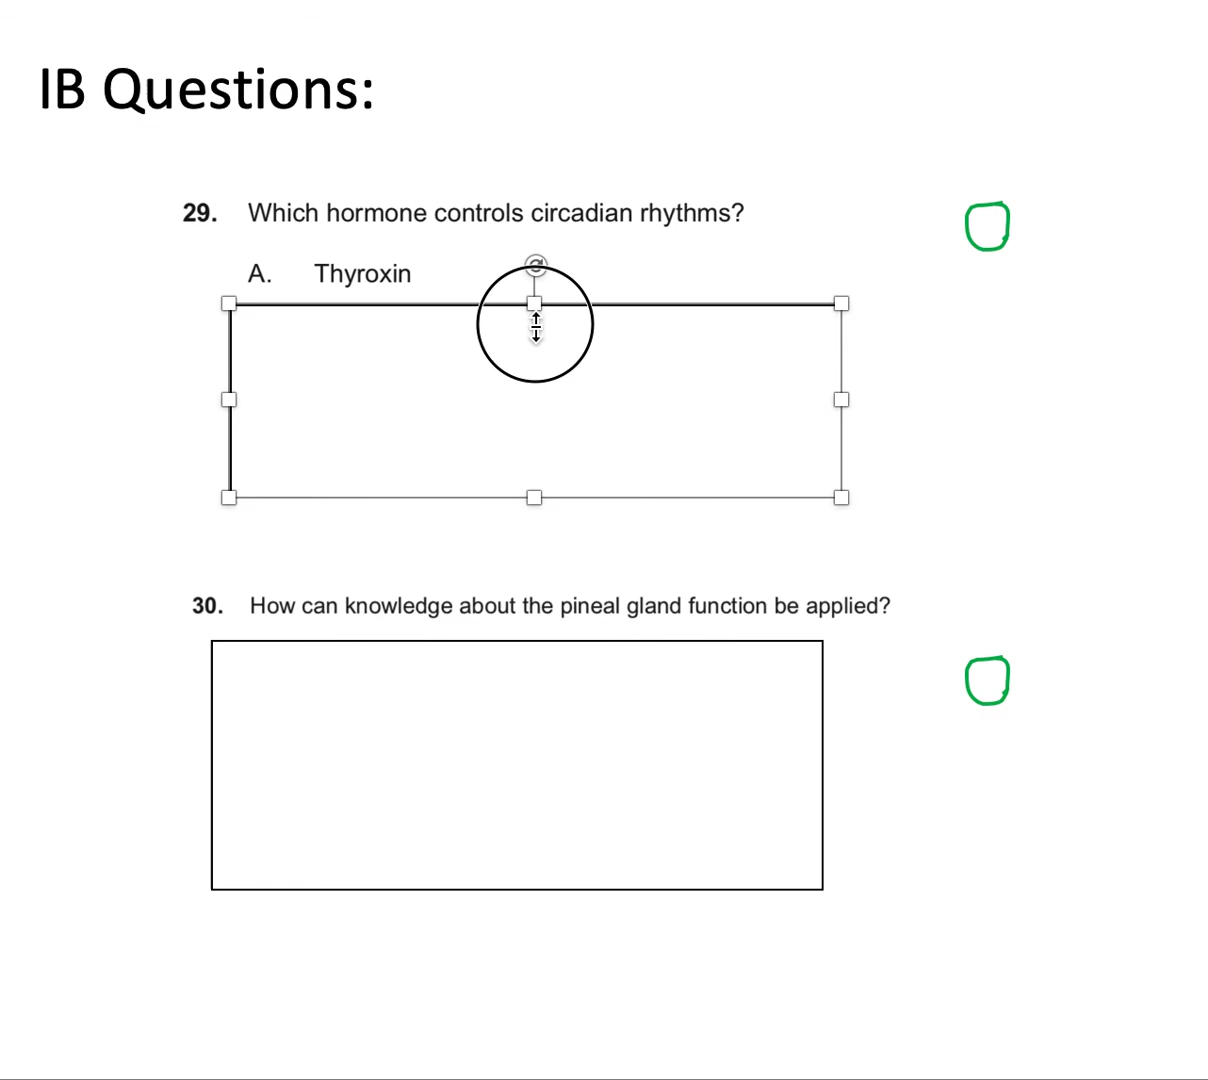 IB Questions:
29. Which hormone controls circadian rhythms?
A. Thyroxin
30. How can knowledge about the pineal gland function be applied?